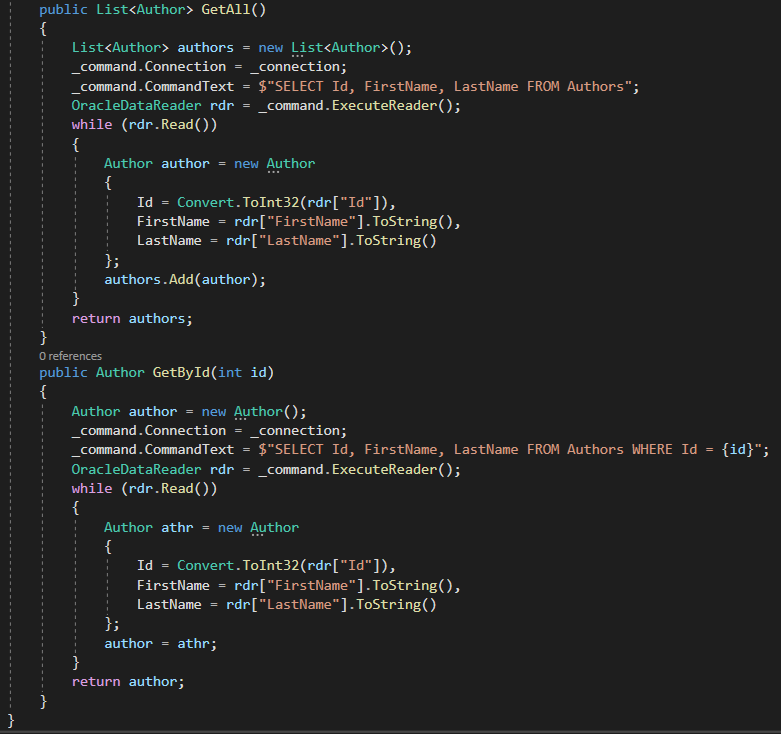 public List<Author> GetAll()
{
List<Author> authors = new List<Author>();
_command.Connection = _connection;
_command.CommandText = $"SELECT Id, FirstName, LastName FROM Authors";
OracleDataReader rdr = _command.ExecuteReader();
while (rdr.Read())
{
Author author = new Author
{
Id = Convert.ToInt32(rdr["Id"]),
FirstName = rdr["FirstName"].ToString(),
LastName = rdr["LastName"].ToString()
};
authors.Add(author);
}
return authors;
}
0 references
public Author GetById(int id)
{
Author author = new Author();
_command.Connection = _connection;
_command.CommandText = $"SELECT Id, FirstName, LastName FROM Authors WHERE Id = {id}";
OracleDataReader rdr = _command.ExecuteReader();
while (rdr.Read())
{
Author athr = new Author
{
Id = Convert.ToInt32(rdr["Id"]),
FirstName = rdr["FirstName"].ToString(),
LastName = rdr["LastName"].ToString()
};
author = athr;
}
return author;
}
}